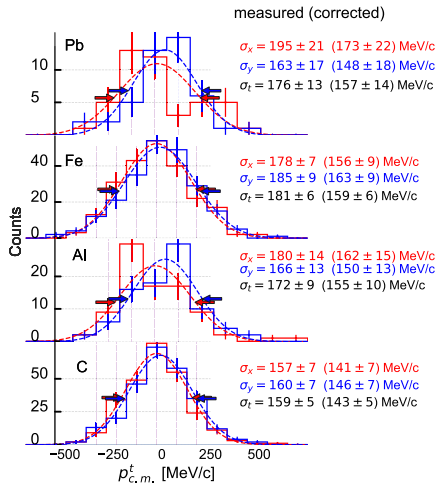 measured (corrected)
Pb
σx = 195 ± 21 (173 ± 22) MeV/c
σy = 163 ± 17 (148 ± 18) MeV/c
σt = 176 ± 13 (157 ± 14) MeV/c
10
5
Fe
σx = 178 ± 7 (156 ± 9) MeV/c
σy = 185 ± 9 (163 ± 9) MeV/c
σt = 181 ± 6 (159 ± 6) MeV/c
40
20
0
Counts
Al
σx = 180 ± 14 (162 ± 15) MeV/c
σy = 166 ± 13 (150 ± 13) MeV/c
σt = 172 ± 9 (155 ± 10) MeV/c
20
0
C
σx = 157 ± 7 (141 ± 7) MeV/c
σy = 160 ± 7 (146 ± 7) MeV/c
σt = 159 ± 5 (143 ± 5) MeV/c
50
25
0
−500 −250 0 250 500
p^t_c.m. [MeV/c]